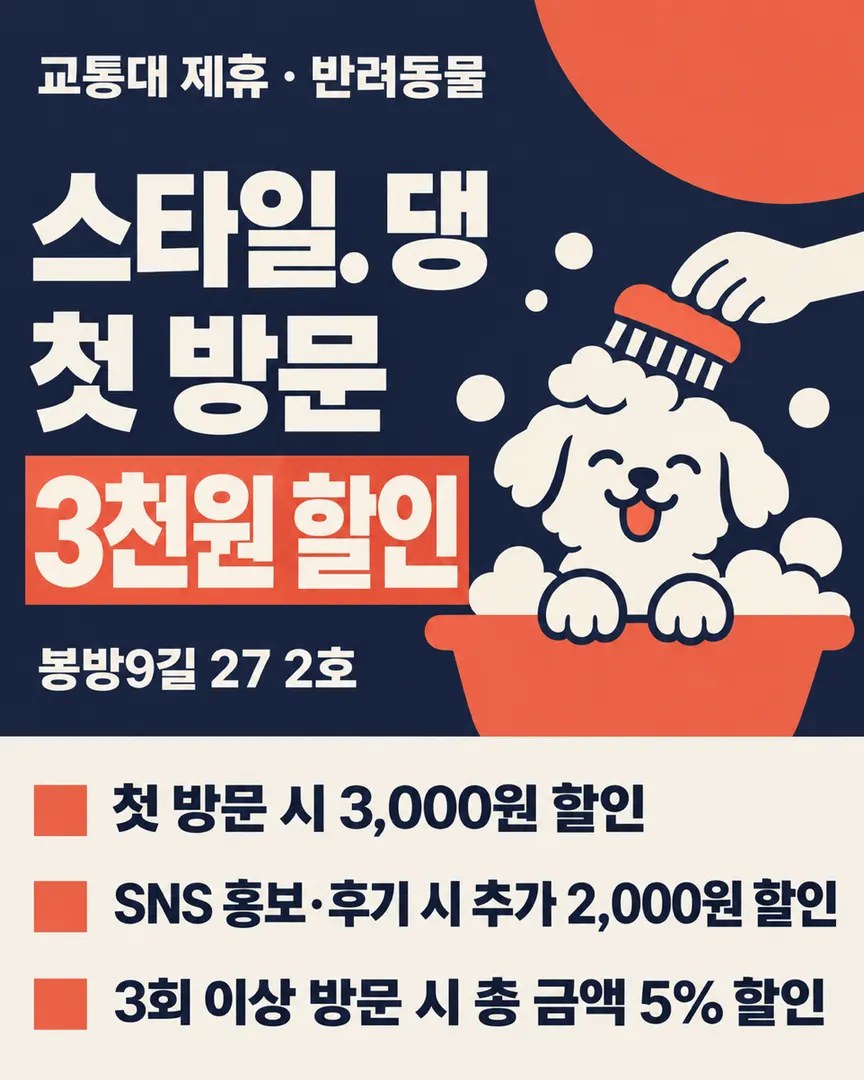 교통대 제휴 · 반려동물
스타일.댕
첫 방문
3천원 할인
봉방9길 27 2호
첫 방문 시 3,000원 할인
SNS 홍보·후기 시 추가 2,000원 할인
3회 이상 방문 시 총 금액 5% 할인